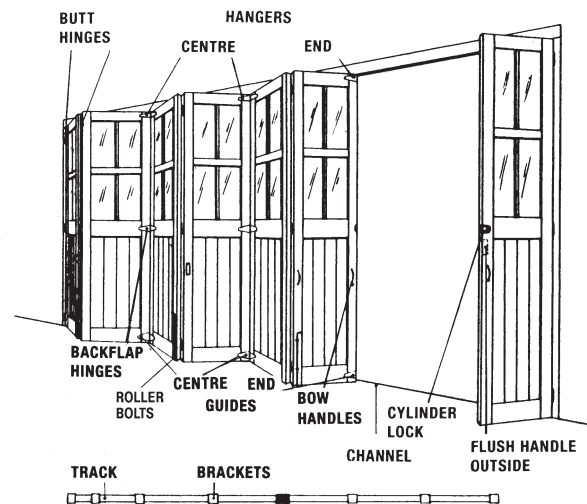 HANGERS
BUTT
HINGES
CENTRE
END
BACKFLAP
HINGES
ROLLER
BOLTS
CENTRE
END
GUIDES
BOW
HANDLES
CYLINDER
LOCK
CHANNEL
FLUSH HANDLE
OUTSIDE
TRACK
BRACKETS